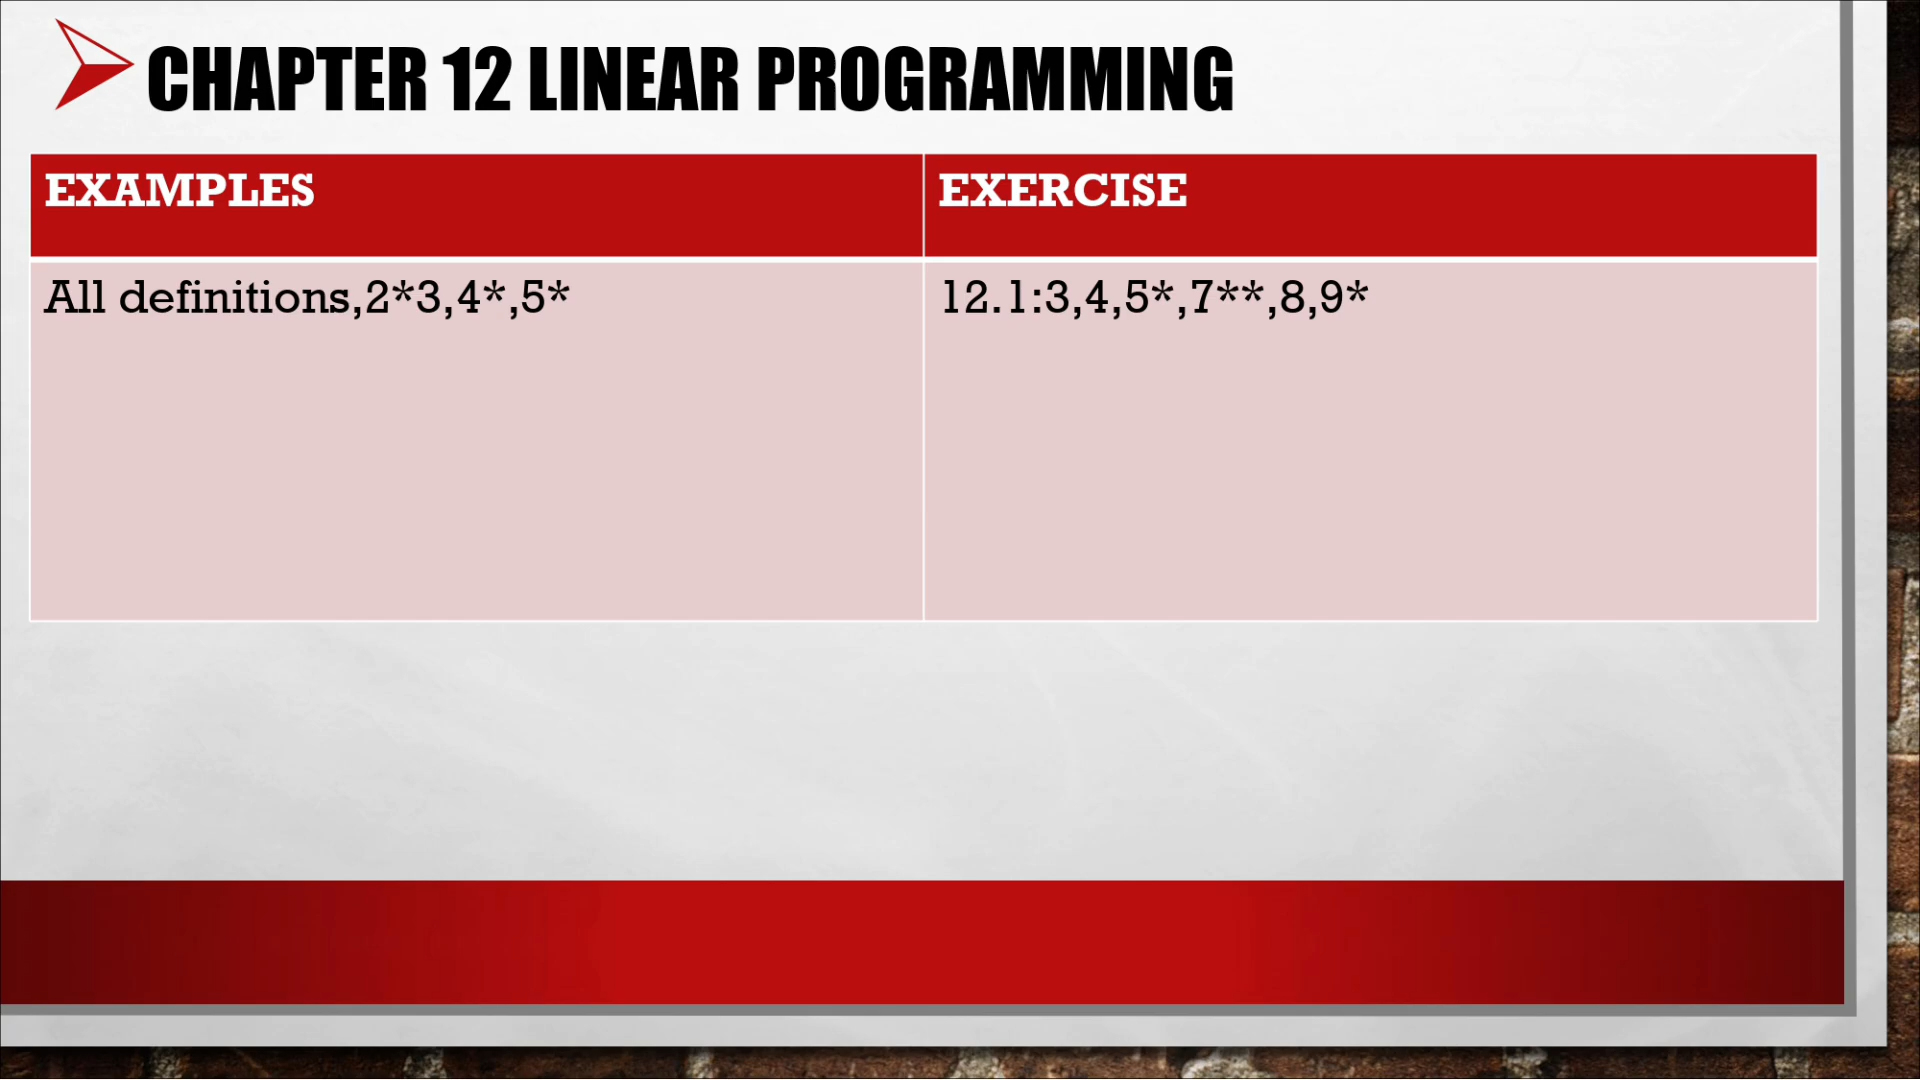 CHAPTER 12 LINEAR PROGRAMMING
EXAMPLES
EXERCISE
All definitions,2*3,4*,5*
12.1:3,4,5*,7**,8,9*